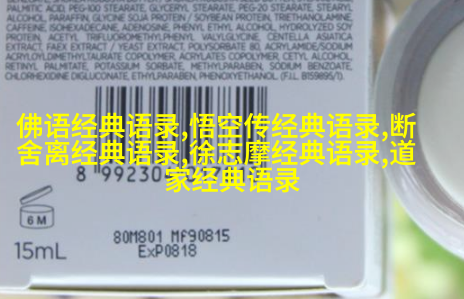 PALMITIC ACID, PEG-100 STEARATE, GLYCERYL STEARATE, PEG-20 STEARATE, STEARYL
ALCOHOL, GLYCINE SOJA PROTEIN / SOYBEAN PROTEIN, TRIETHANOLAMINE,
CAFFEINE, ISOHEXADECANE, ADENOSINE, PHENYL ETHYL ALCOHOL, HYDROLYZED SOY
PROTEIN, ACETYL TRIFLUOROMETHYLPHENYL VALYLGLYCINE, CENTELLA ASIATICA
EXTRACT, FAEX EXTRACT / YEAST EXTRACT, POLYSORBATE 80, ACRYLAMIDE/SODIUM
ACRYLOYLDIMETHYLTAURATE COPOLYMER, ACRYLATES COPOLYMER, CETYL ALCOHOL,
RETINYL PALMITATE, POTASSIUM SORBATE, METHYLPARABEN, SODIUM BENZOATE,
CHLORHEXIDINE DIGLUCONATE, ETHYLPARABEN, PHENOXYETHANOL (F.I.L. B159895/1).
佛语经典语录,悟空传经典语录,断
舍离经典语录,徐志摩经典语录,道
家经典语录
8 992304
6 M
15mL
80M801 Mf90815
ExP0818